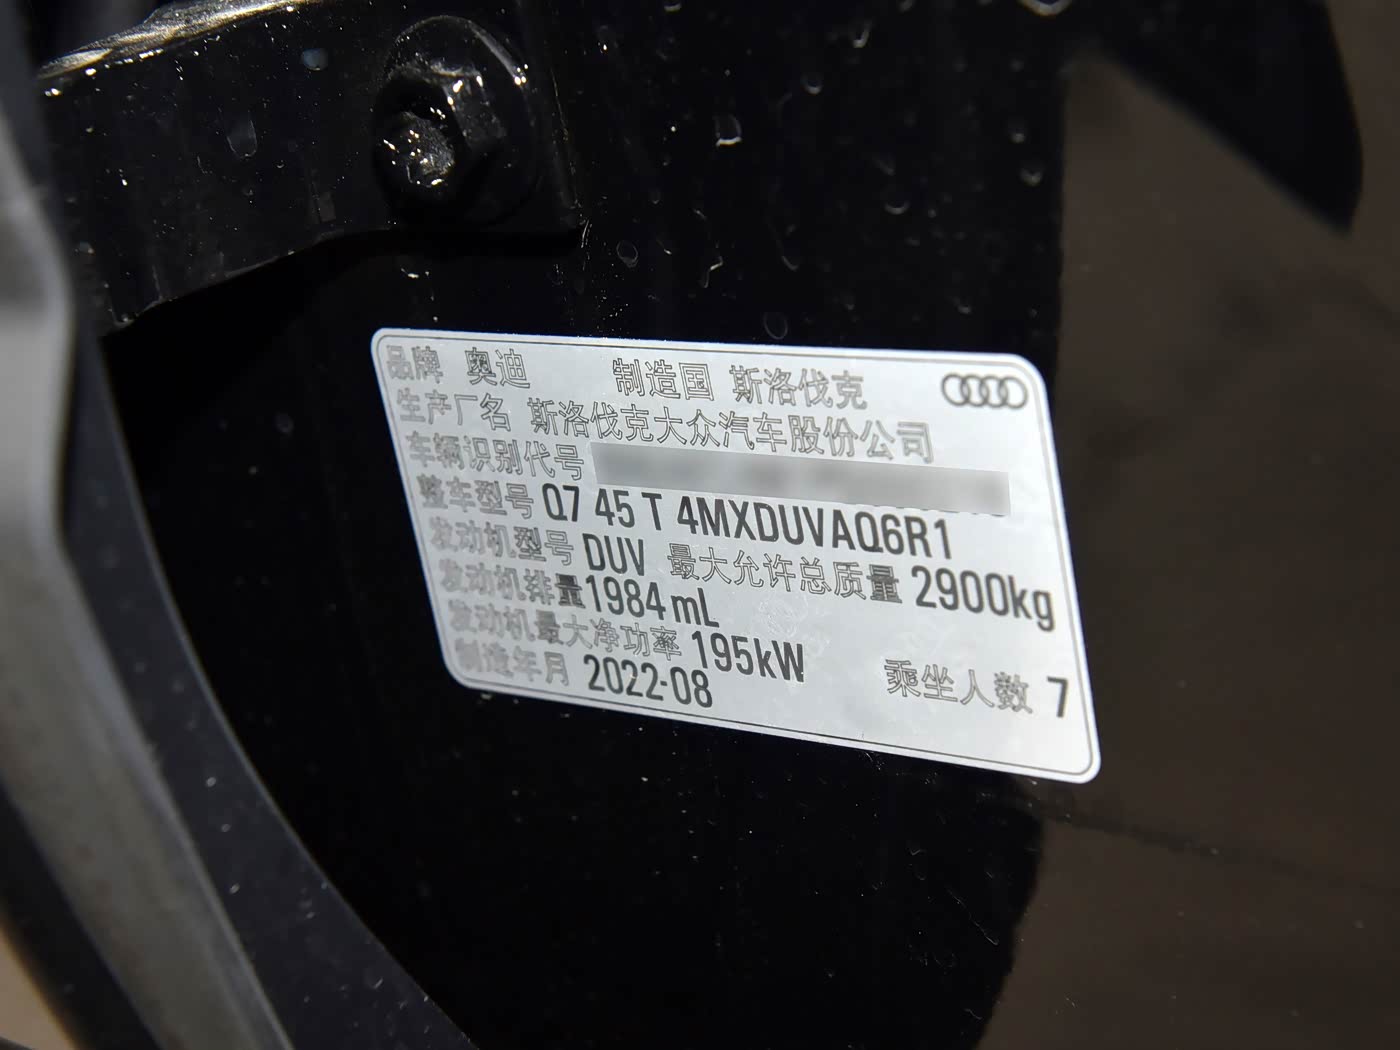 品牌 奥迪 制造国 斯洛伐克
生产厂名 斯洛伐克大众汽车股份公司
车辆识别代号
整车型号 Q7 45 T 4MXDUVAQ6R1
发动机型号 DUV 最大允许总质量 2900kg
发动机排量1984 mL
发动机最大净功率 195kW
制造年月 2022-08 乘坐人数 7